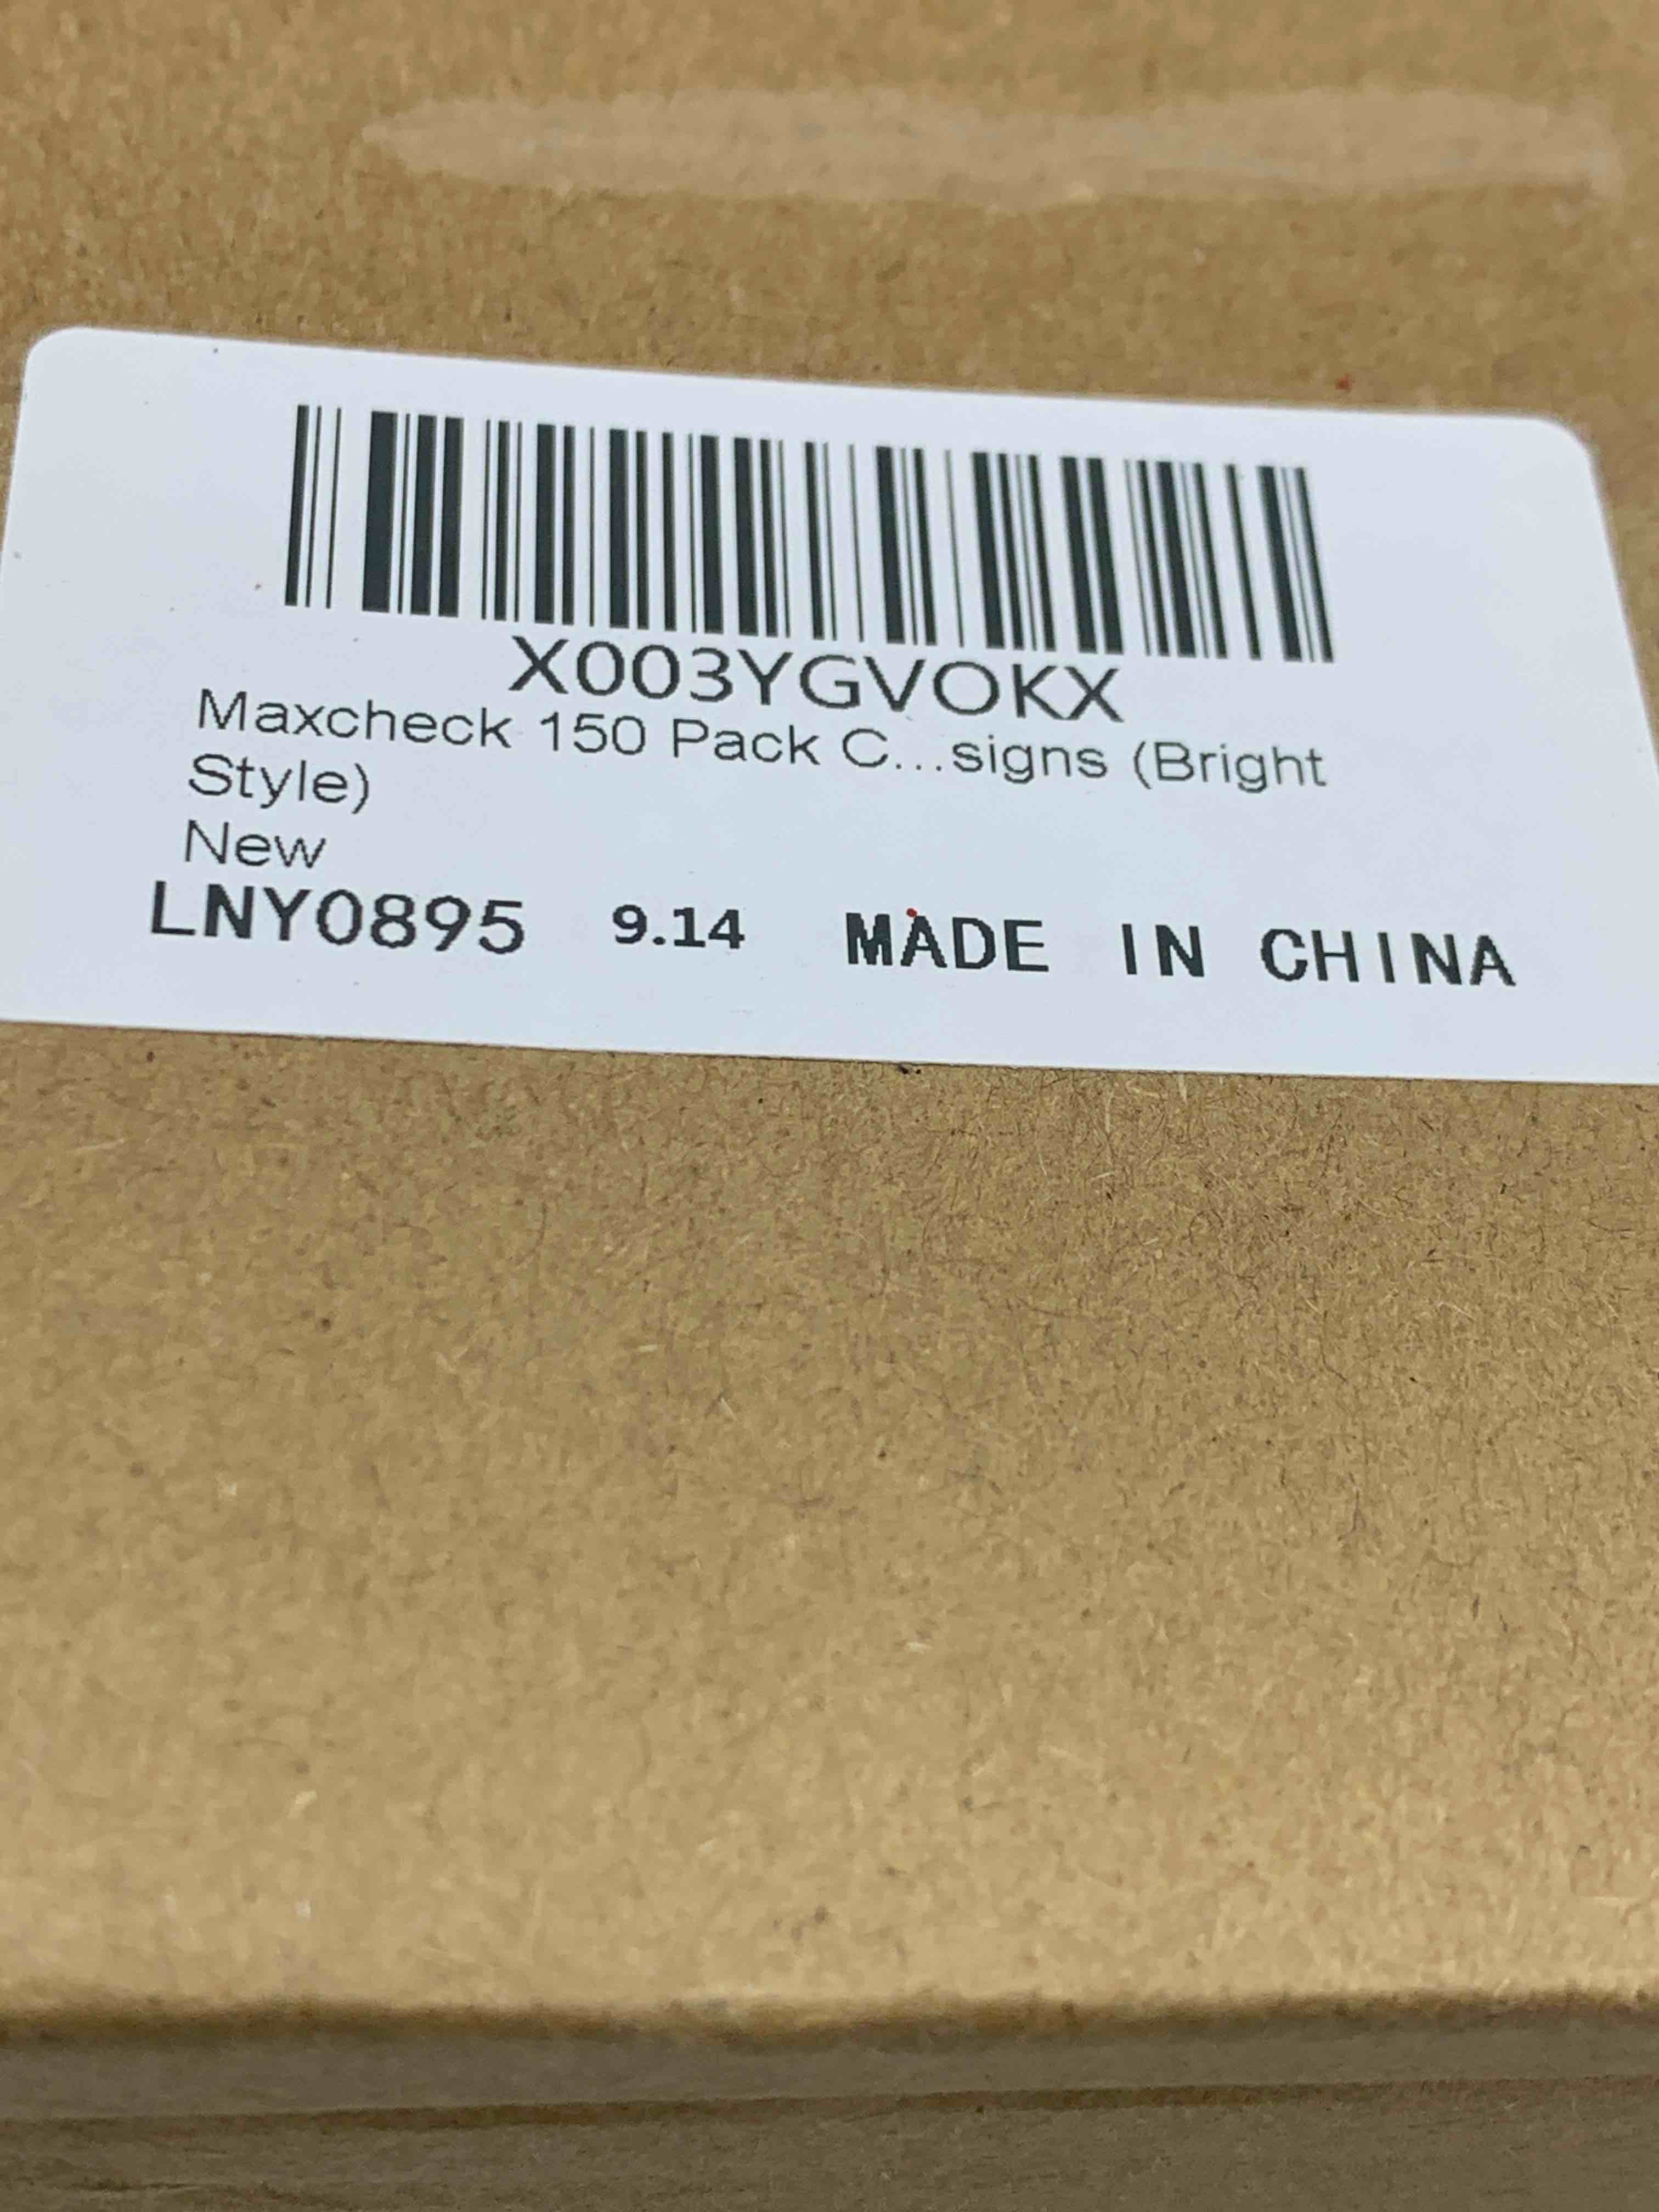 X003YGVOKX
Maxcheck 150 Pack C...signs (Bright
Style)
New
LNY0895 9.14 MADE IN CHINA